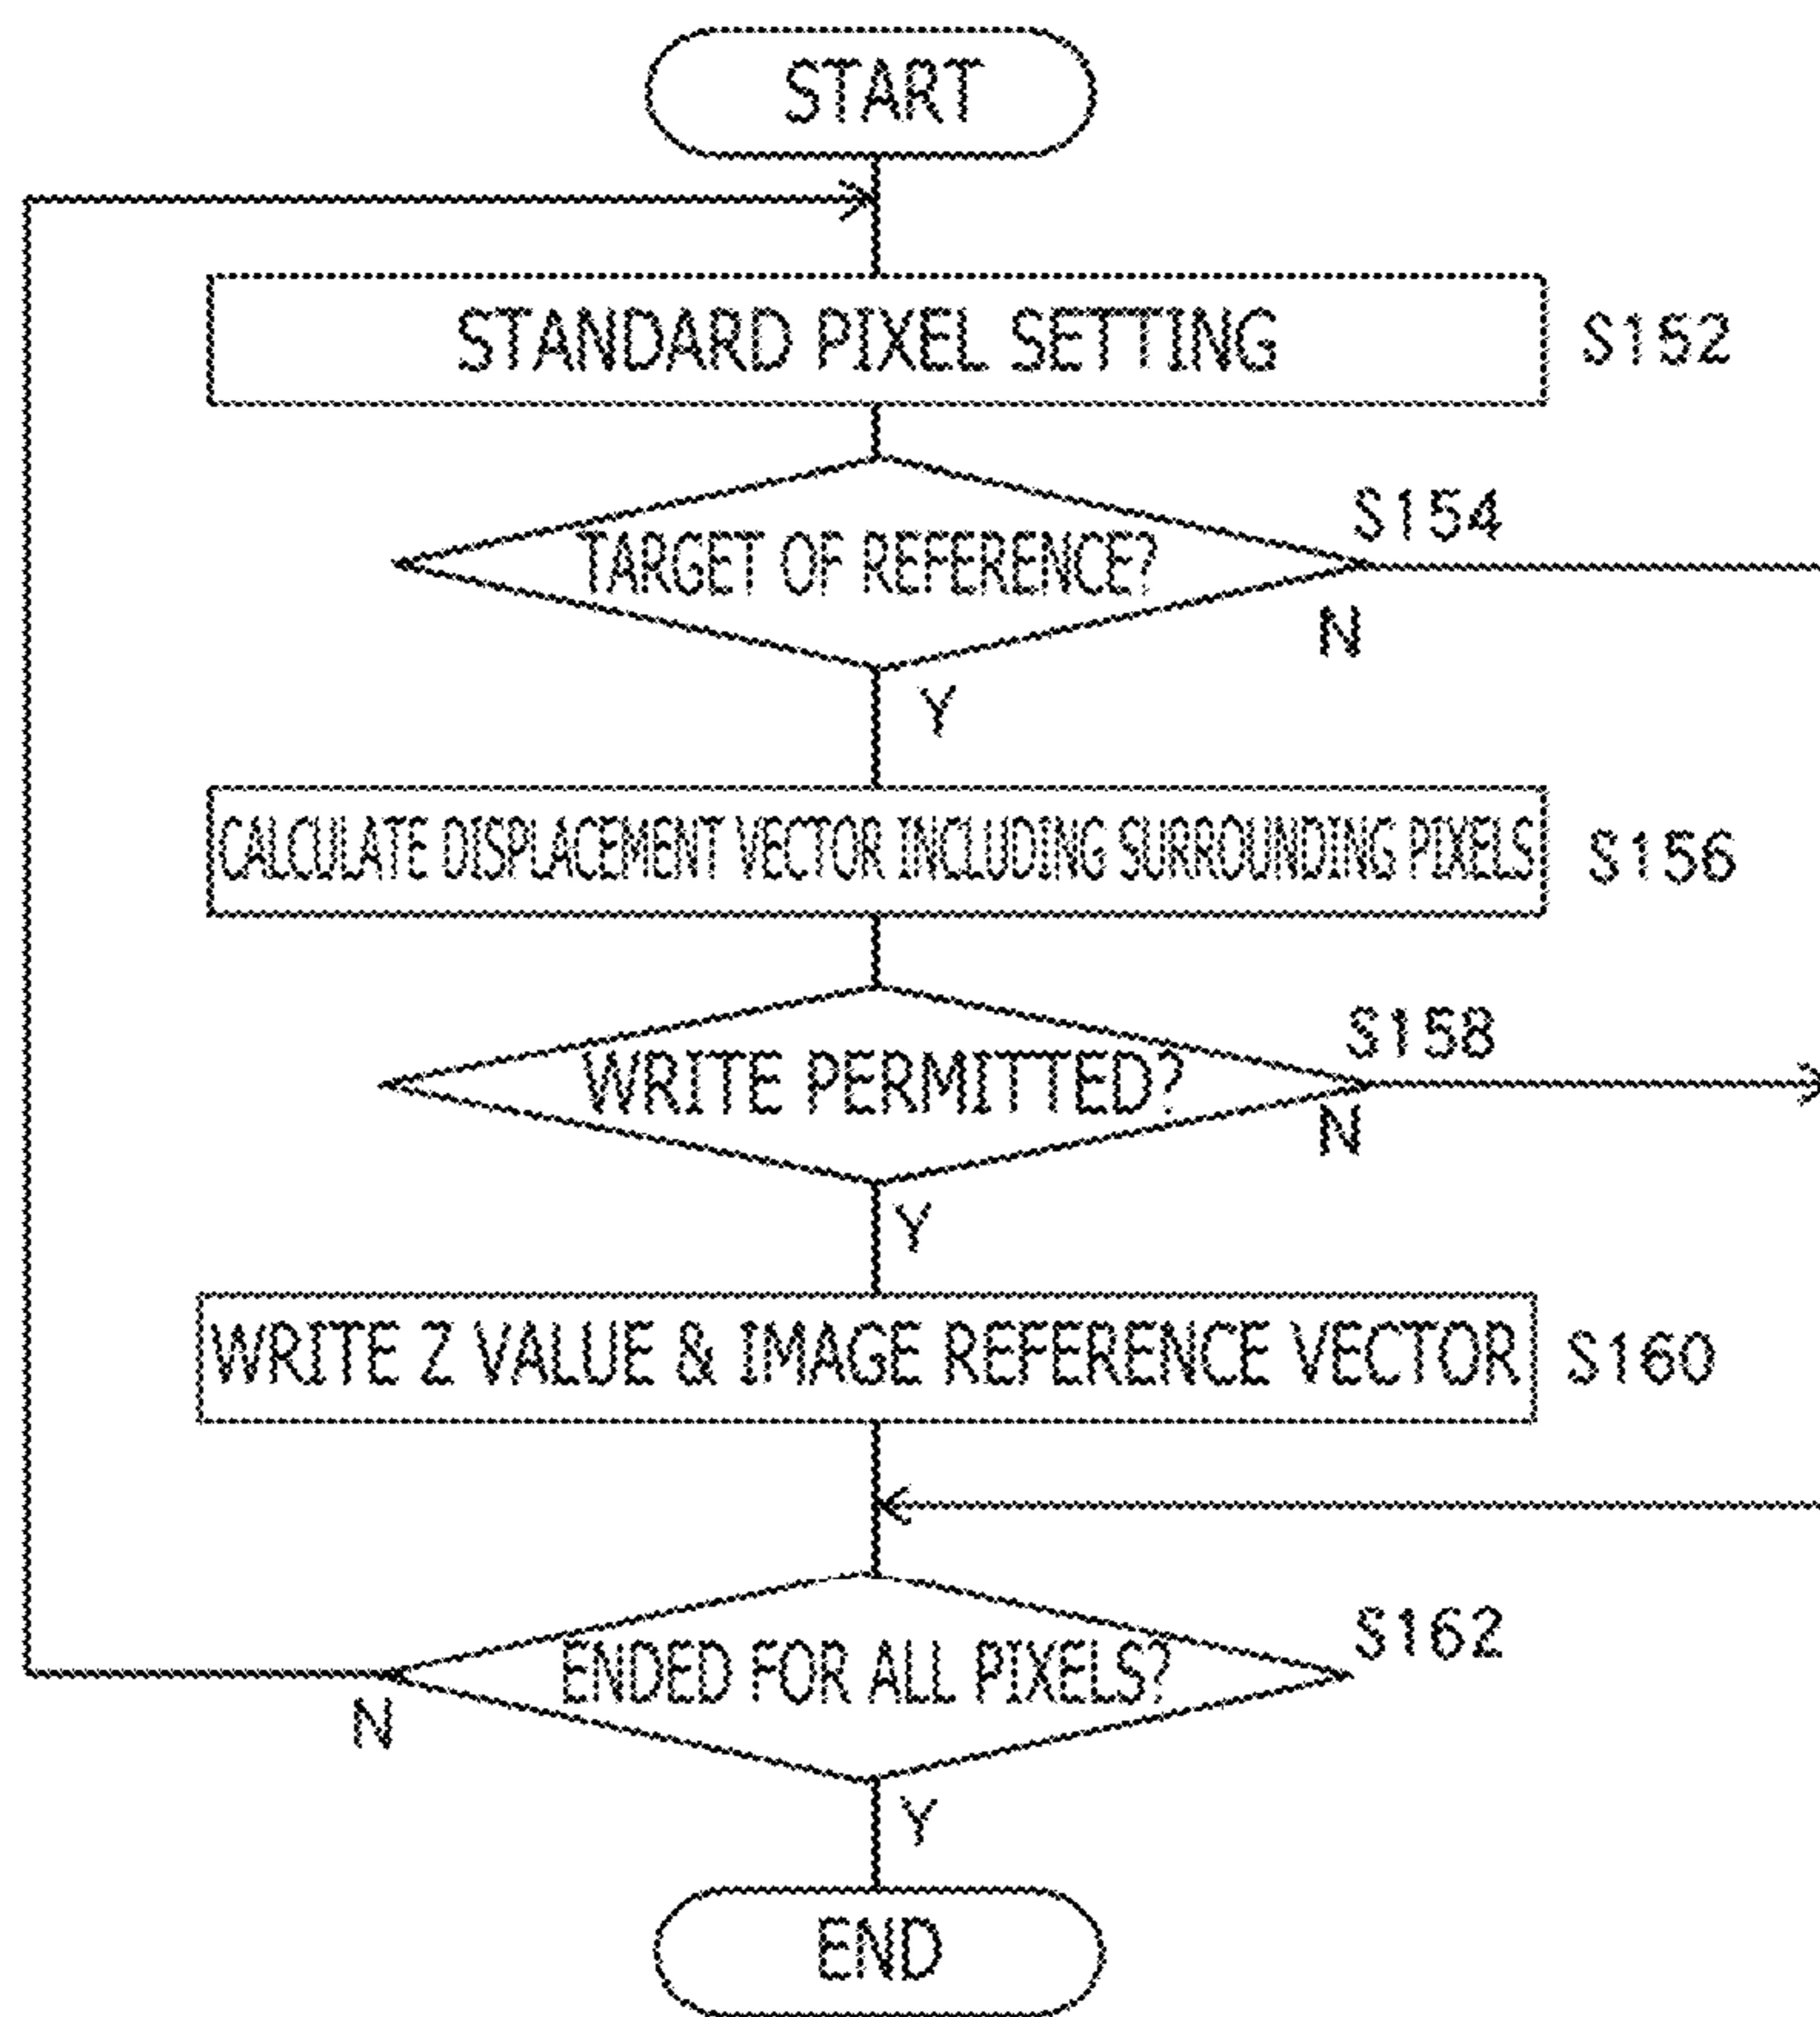 START
STANDARD PIXEL SETTING
S152
TARGET OF REFERENCE?
S154
N
Y
CALCULATE DISPLACEMENT VECTOR INCLUDING SURROUNDING PIXELS
S156
WRITE PERMITTED?
S158
N
Y
WRITE Z VALUE & IMAGE REFERENCE VECTOR
S160
ENDED FOR ALL PIXELS?
S162
N
Y
END